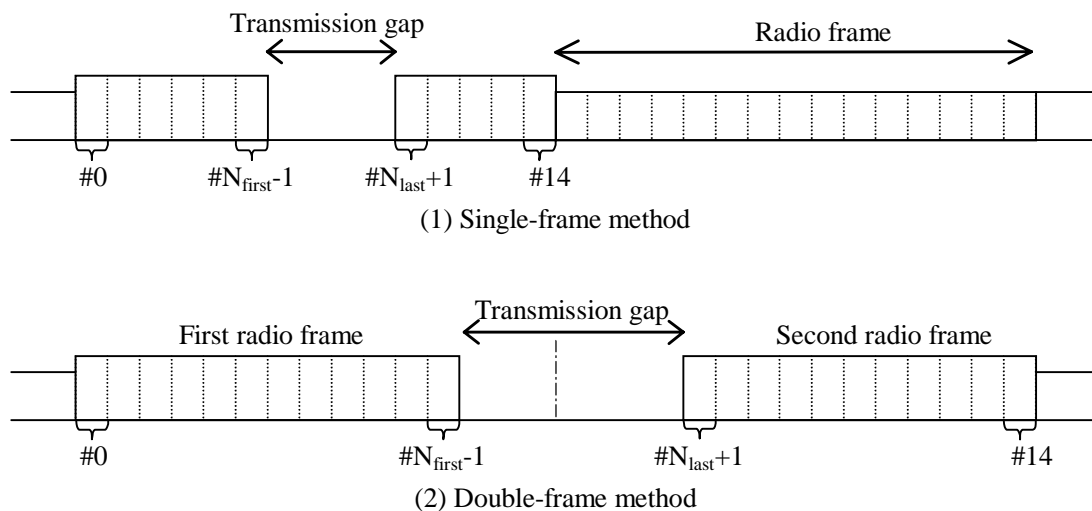 Transmission gap
Radio frame
#0
#N_first-1
#N_last+1
#14
(1) Single-frame method
Transmission gap
First radio frame
Second radio frame
#0
#N_first-1
#N_last+1
#14
(2) Double-frame method